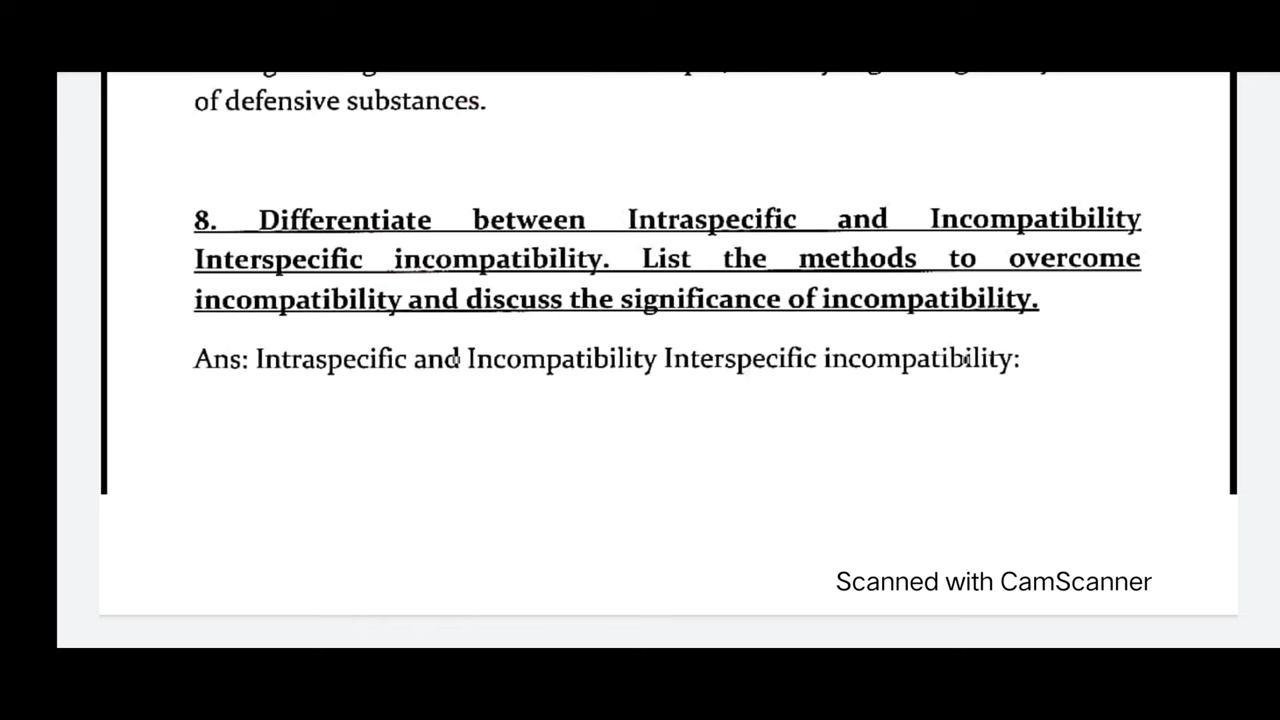 of defensive substances.
8. Differentiate between Intraspecific and Incompatibility
Interspecific incompatibility. List the methods to overcome
incompatibility and discuss the significance of incompatibility.
Ans: Intraspecific and Incompatibility Interspecific incompatibility:
Scanned with CamScanner